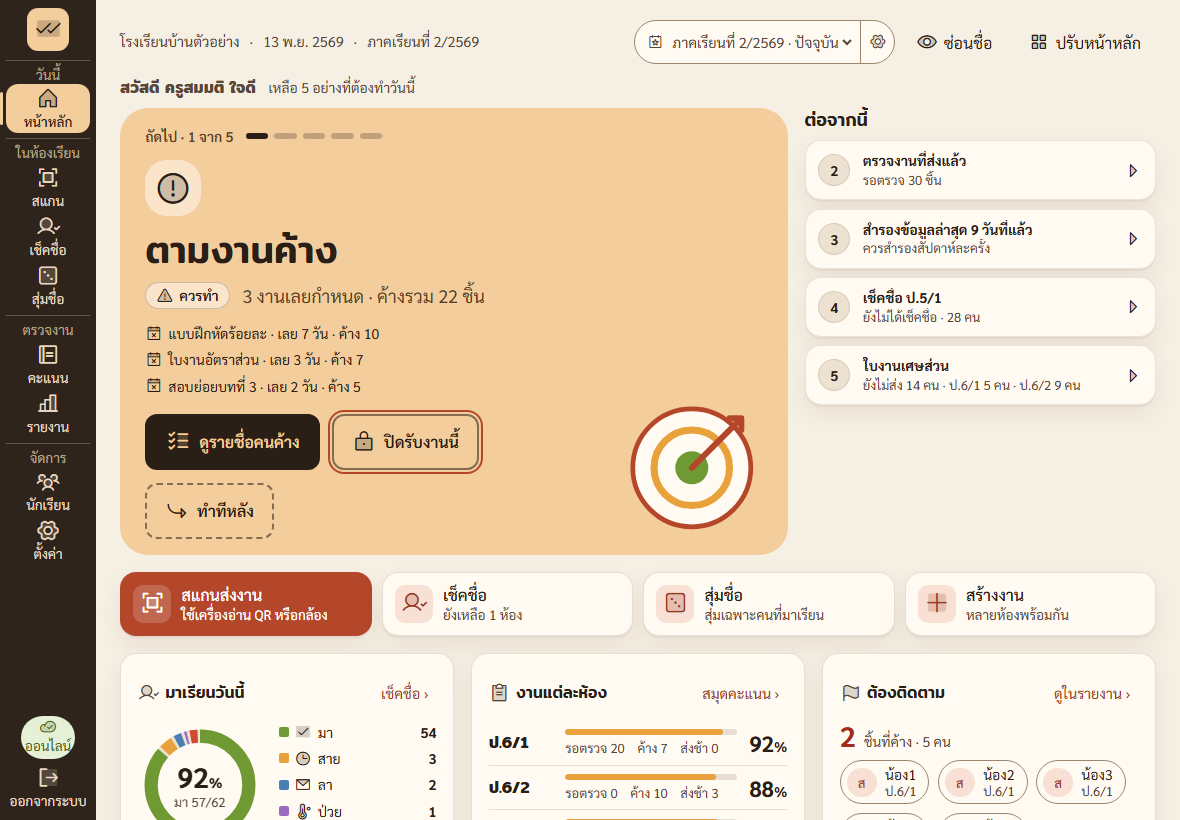 วันนี้
หน้าหลัก
ในห้องเรียน
สแกน
เช็คชื่อ
สุ่มชื่อ
ตรวจงาน
คะแนน
รายงาน
จัดการ
นักเรียน
ตั้งค่า
ออนไลน์
ออกจากระบบ
โรงเรียนบ้านตัวอย่าง · 13 พ.ย. 2569 · ภาคเรียนที่ 2/2569
ภาคเรียนที่ 2/2569 · ปัจจุบัน
ซ่อนชื่อ
ปรับหน้าหลัก
สวัสดี ครูสมมติ ใจดี เหลือ 5 อย่างที่ต้องทำวันนี้
ถัดไป · 1 จาก 5
ตามงานค้าง
ควรทำ
3 งานเลยกำหนด · ค้างรวม 22 ชิ้น
แบบฝึกหัดร้อยละ · เลย 7 วัน · ค้าง 10
ใบงานอัตราส่วน · เลย 3 วัน · ค้าง 7
สอบย่อยบทที่ 3 · เลย 2 วัน · ค้าง 5
ดูรายชื่อคนค้าง
ปิดรับงานนี้
ทำทีหลัง
ต่อจากนี้
2
ตรวจงานที่ส่งแล้ว
รอตรวจ 30 ชิ้น
3
สำรองข้อมูลล่าสุด 9 วันที่แล้ว
ควรสำรองสัปดาห์ละครั้ง
4
เช็คชื่อ ป.5/1
ยังไม่ได้เช็คชื่อ · 28 คน
5
ใบงานเศษส่วน
ยังไม่ส่ง 14 คน · ป.6/1 5 คน · ป.6/2 9 คน
สแกนส่งงาน
ใช้เครื่องอ่าน QR หรือกล้อง
เช็คชื่อ
ยังเหลือ 1 ห้อง
สุ่มชื่อ
สุ่มเฉพาะคนที่มาเรียน
สร้างงาน
หลายห้องพร้อมกัน
มาเรียนวันนี้
เช็คชื่อ ›
92%
มา 57/62
มา 54
สาย 3
ลา 2
ป่วย 1
งานแต่ละห้อง
สมุดคะแนน ›
ป.6/1
รอตรวจ 20 ค้าง 7 ส่งช้า 0
92%
ป.6/2
รอตรวจ 0 ค้าง 10 ส่งช้า 3
88%
ต้องติดตาม
ดูในรายงาน ›
2 ชิ้นที่ค้าง · 5 คน
ส
น้อง1
ป.6/1
ส
น้อง2
ป.6/1
ส
น้อง3
ป.6/1